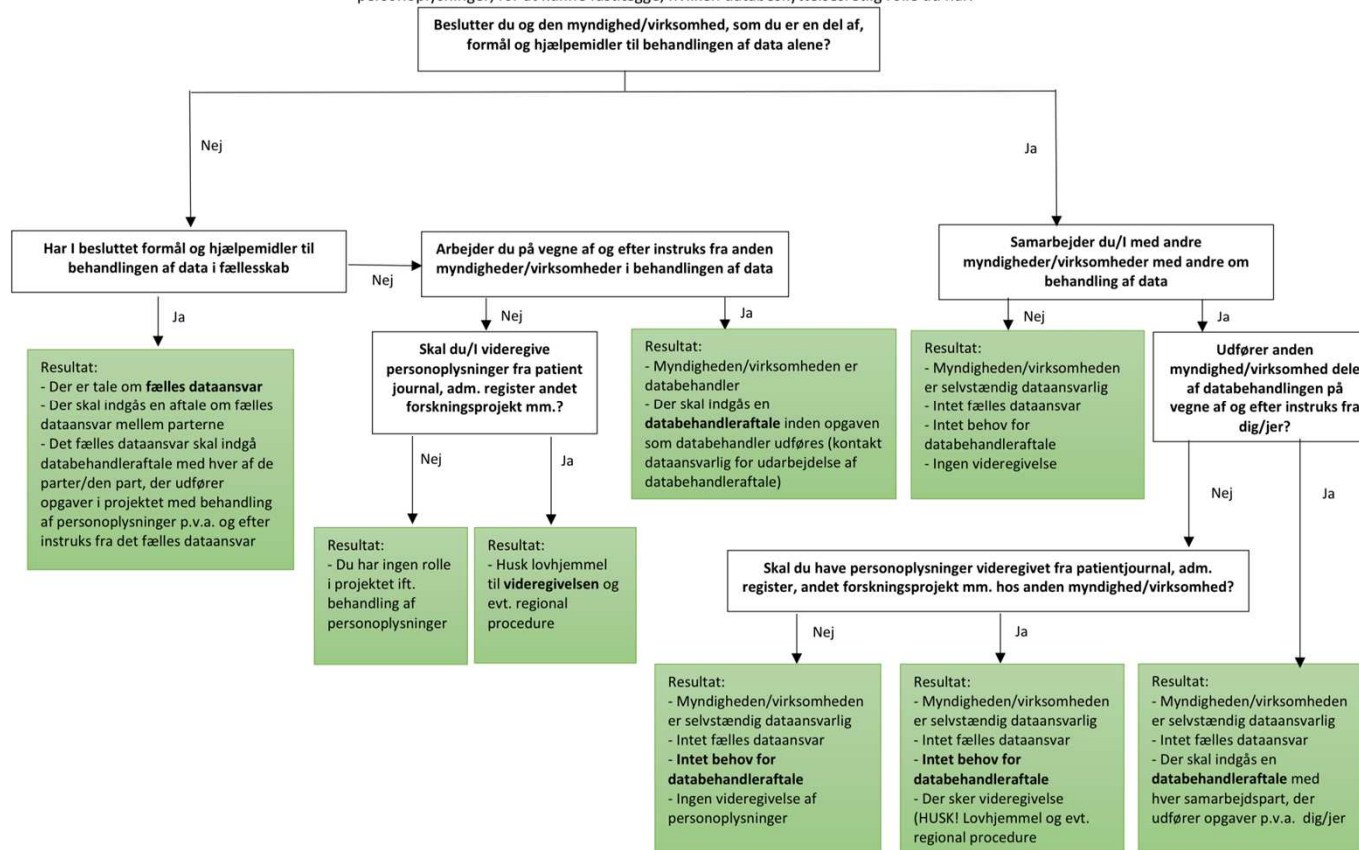 Beslutter du og den myndighed/virksomhed, som du er en del af,
formål og hjælpemidler til behandlingen af data alene?
Nej
Ja
Har I besluttet formål og hjælpemidler til
behandlingen af data i fællesskab
Nej
Arbejder du på vegne af og efter instruks fra anden
myndigheder/virksomheder i behandlingen af data
Samarbejder du/I med andre
myndigheder/virksomheder med andre om
behandling af data
Ja
Nej
Ja
Nej
Ja
Resultat:
- Der er tale om fælles dataansvar
- Der skal indgås en aftale om fælles
dataansvar mellem parterne
- Det fælles dataansvar skal indgå
databehandleraftale med hver af de
parter/den part, der udfører
opgaver i projektet med behandling
af personoplysninger p.v.a. og efter
instruks fra det fælles dataansvar
Skal du/I videregive
personoplysninger fra patient
journal, adm. register andet
forskningsprojekt mm.?
Resultat:
- Myndigheden/virksomheden er
databehandler
- Der skal indgås en
databehandleraftale inden opgaven
som databehandler udføres (kontakt
dataansvarlig for udarbejdelse af
databehandleraftale)
Resultat:
- Myndigheden/virksomheden
er selvstændig dataansvarlig
- Intet fælles dataansvar
- Intet behov for
databehandleraftale
- Ingen videregivelse
Udfører anden
myndighed/virksomhed dele
af databehandlingen på
vegne af og efter instruks fra
dig/jer?
Nej
Ja
Nej
Ja
Resultat:
- Du har ingen rolle
i projektet ift.
behandling af
personoplysninger
Resultat:
- Husk lovhjemmel
til videregivelsen og
evt. regional
procedure
Skal du have personoplysninger videregivet fra patientjournal, adm.
register, andet forskningsprojekt mm. hos anden myndighed/virksomhed?
Nej
Ja
Resultat:
- Myndigheden/virksomheden
er selvstændig dataansvarlig
- Intet fælles dataansvar
- Intet behov for
databehandleraftale
- Ingen videregivelse af
personoplysninger
Resultat:
- Myndigheden/virksomheden
er selvstændig dataansvarlig
- Intet fælles dataansvar
- Intet behov for
databehandleraftale
- Der sker videregivelse
(HUSK! Lovhjemmel og evt.
regional procedure
Resultat:
- Myndigheden/virksomheden
er selvstændig dataansvarlig
- Intet fælles dataansvar
- Der skal indgås en
databehandleraftale med
hver samarbejdspart, der
udfører opgaver p.v.a. dig/jer